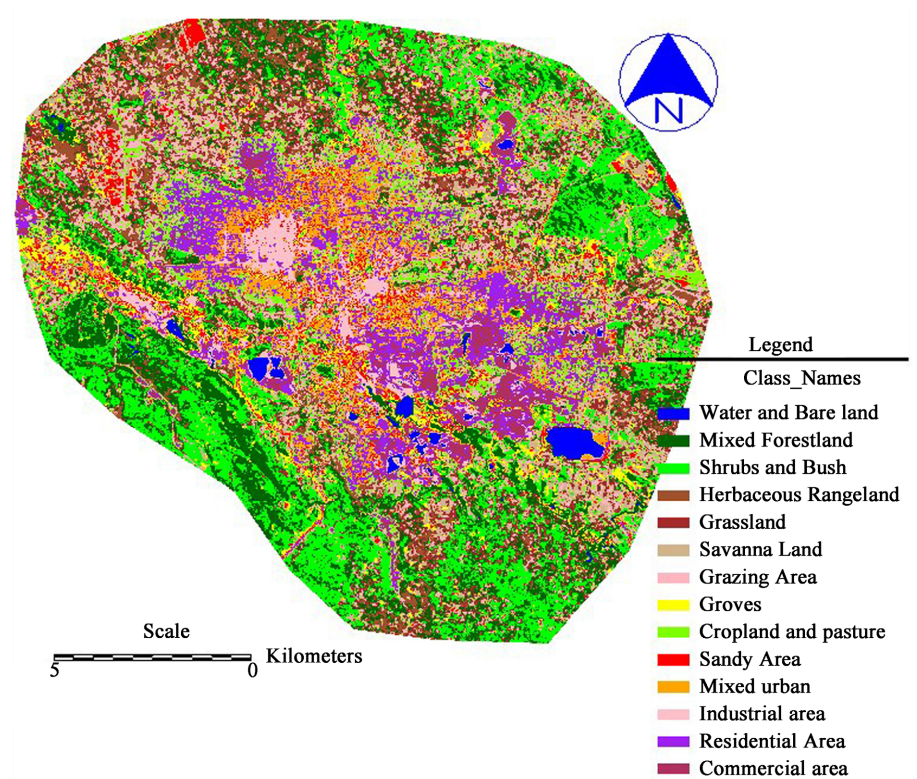 N
Legend
Class_Names
Water and Bare land
Mixed Forestland
Shrubs and Bush
Herbaceous Rangeland
Grassland
Savanna Land
Grazing Area
Groves
Cropland and pasture
Sandy Area
Mixed urban
Industrial area
Residential Area
Commercial area
Scale
Kilometers
5 0